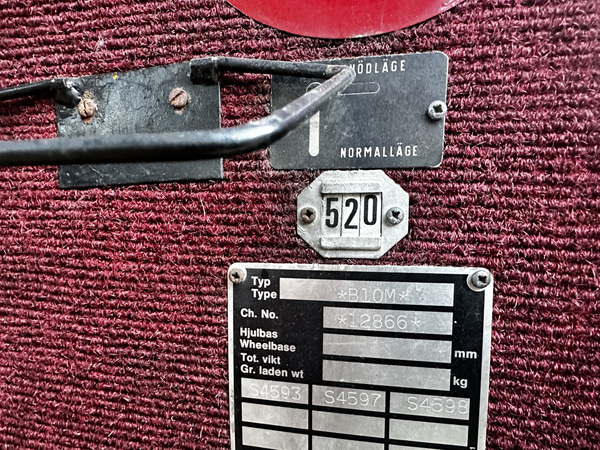 NÖDLÄGE
NORMALLÄGE
520
Typ
Type *B10M*
Ch. No. *12866*
Hjulbas
Wheelbase mm
Tot. vikt
Gr. laden wt kg
S4593 S4597 S4598